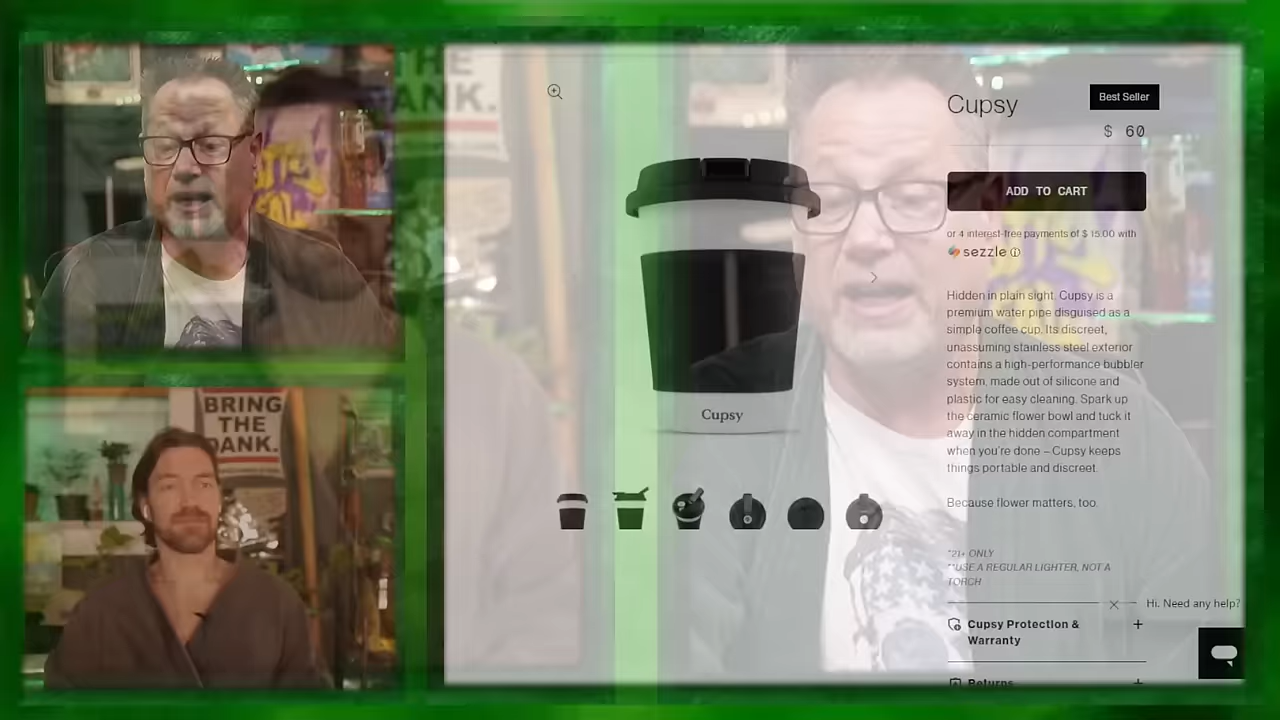 THE
ANK.
BRING
THE
DANK.
Cupsy
Cupsy
Best Seller
$ 60
ADD TO CART
or 4 interest-free payments of $ 15.00 with
sezzle
Hidden in plain sight. Cupsy is a
premium water pipe disguised as a
simple coffee cup. Its discreet,
unassuming stainless steel exterior
contains a high-performance bubbler
system, made out of silicone and
plastic for easy cleaning. Spark up
the ceramic flower bowl and tuck it
away in the hidden compartment
when you're done – Cupsy keeps
things portable and discreet.
Because flower matters, too.
*21+ ONLY
**USE A REGULAR LIGHTER, NOT A
TORCH
Hi. Need any help?
Cupsy Protection &
Warranty
Returns